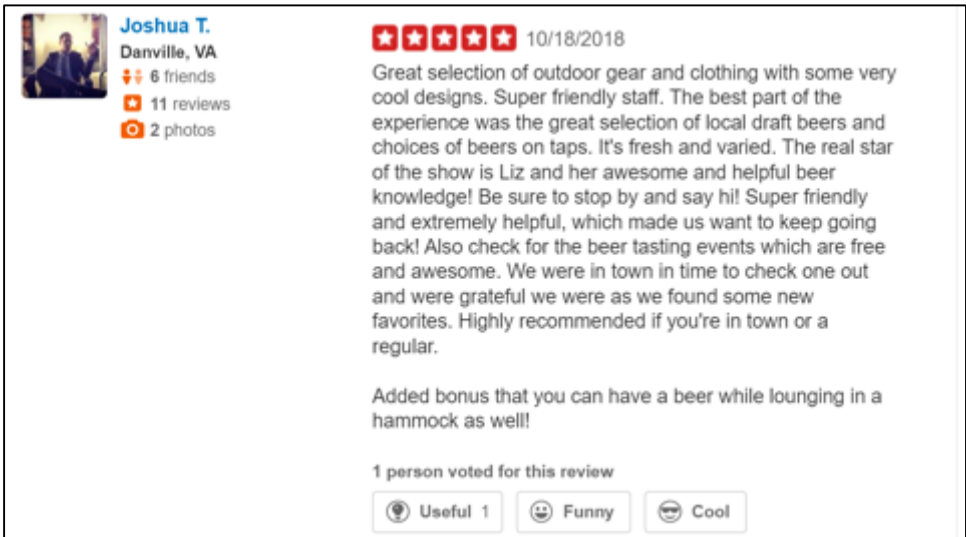 Joshua T.
Danville, VA
6 friends
11 reviews
2 photos
10/18/2018
Great selection of outdoor gear and clothing with some very
cool designs. Super friendly staff. The best part of the
experience was the great selection of local draft beers and
choices of beers on taps. It's fresh and varied. The real star
of the show is Liz and her awesome and helpful beer
knowledge! Be sure to stop by and say hi! Super friendly
and extremely helpful, which made us want to keep going
back! Also check for the beer tasting events which are free
and awesome. We were in town in time to check one out
and were grateful we were as we found some new
favorites. Highly recommended if you're in town or a
regular.
Added bonus that you can have a beer while lounging in a
hammock as well!
1 person voted for this review
Useful 1
Funny
Cool